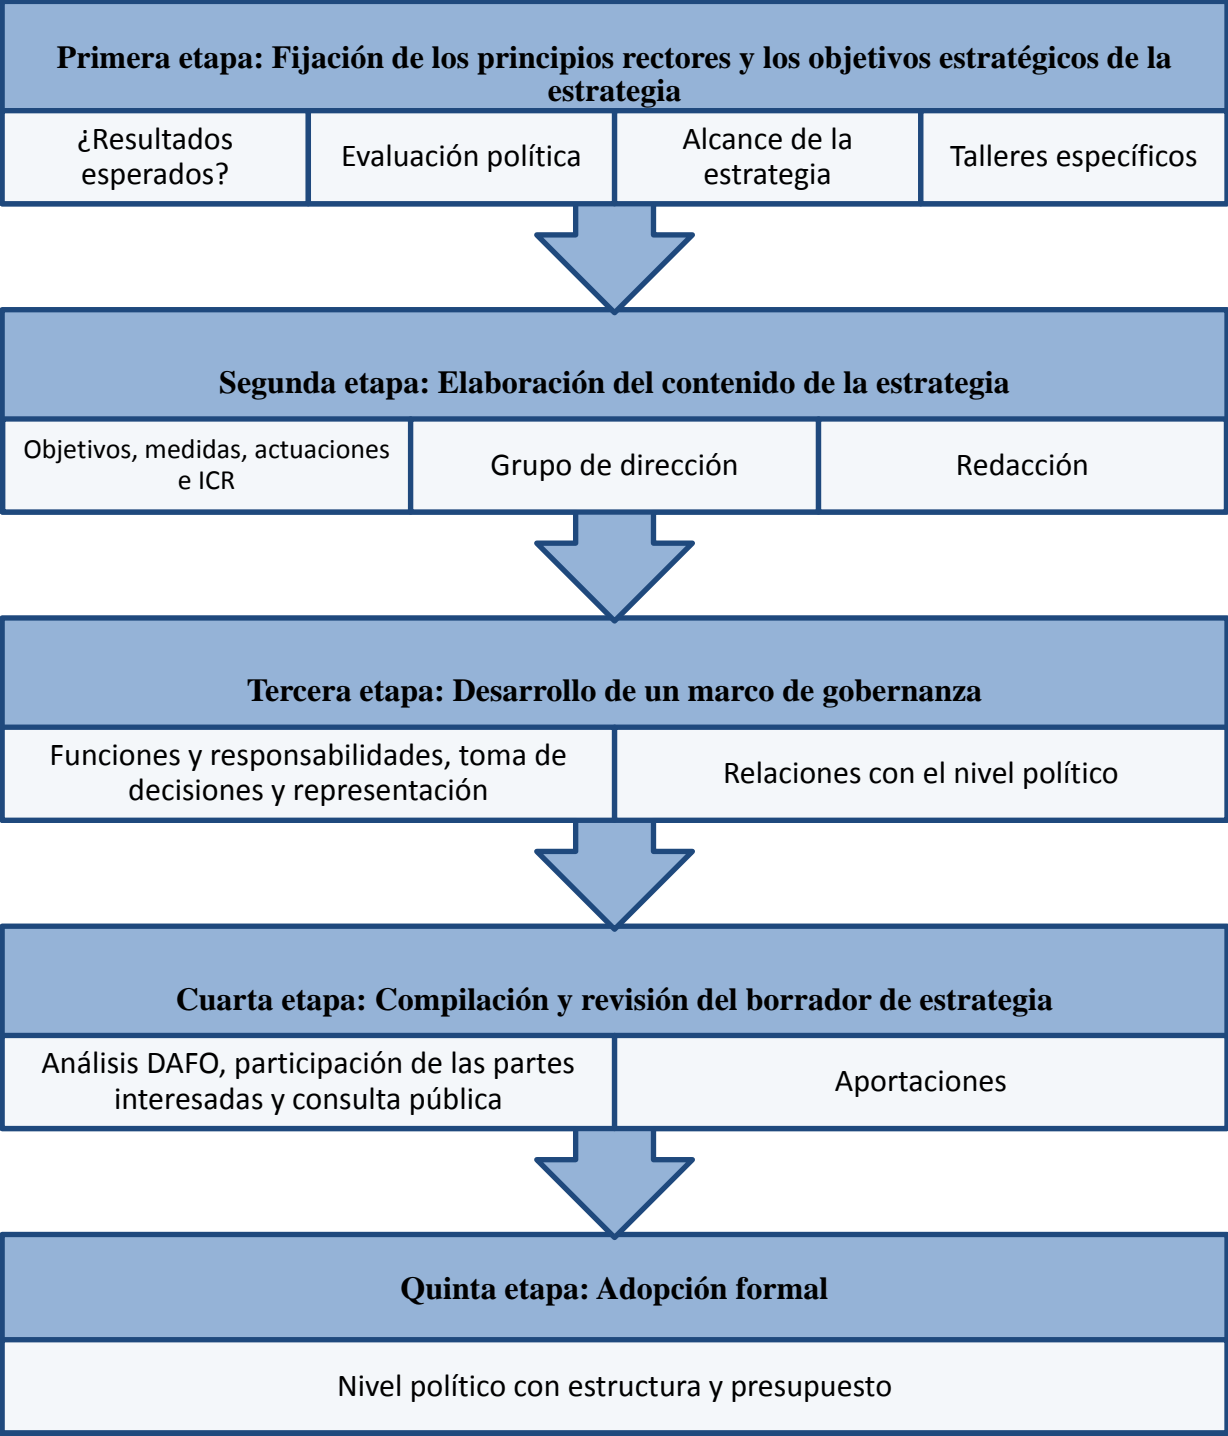 Primera etapa: Fijación de los principios rectores y los objetivos estratégicos de la
estrategia
¿Resultados
esperados?
Evaluación política
Alcance de la
estrategia
Talleres específicos
Segunda etapa: Elaboración del contenido de la estrategia
Objetivos, medidas, actuaciones
e ICR
Grupo de dirección
Redacción
Tercera etapa: Desarrollo de un marco de gobernanza
Funciones y responsabilidades, toma de
decisiones y representación
Relaciones con el nivel político
Cuarta etapa: Compilación y revisión del borrador de estrategia
Análisis DAFO, participación de las partes
interesadas y consulta pública
Aportaciones
Quinta etapa: Adopción formal
Nivel político con estructura y presupuesto